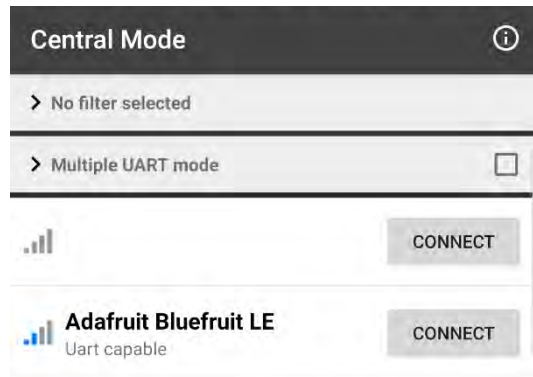 Central Mode
No filter selected
Multiple UART mode
CONNECT
Adafruit Bluefruit LE
Uart capable
CONNECT